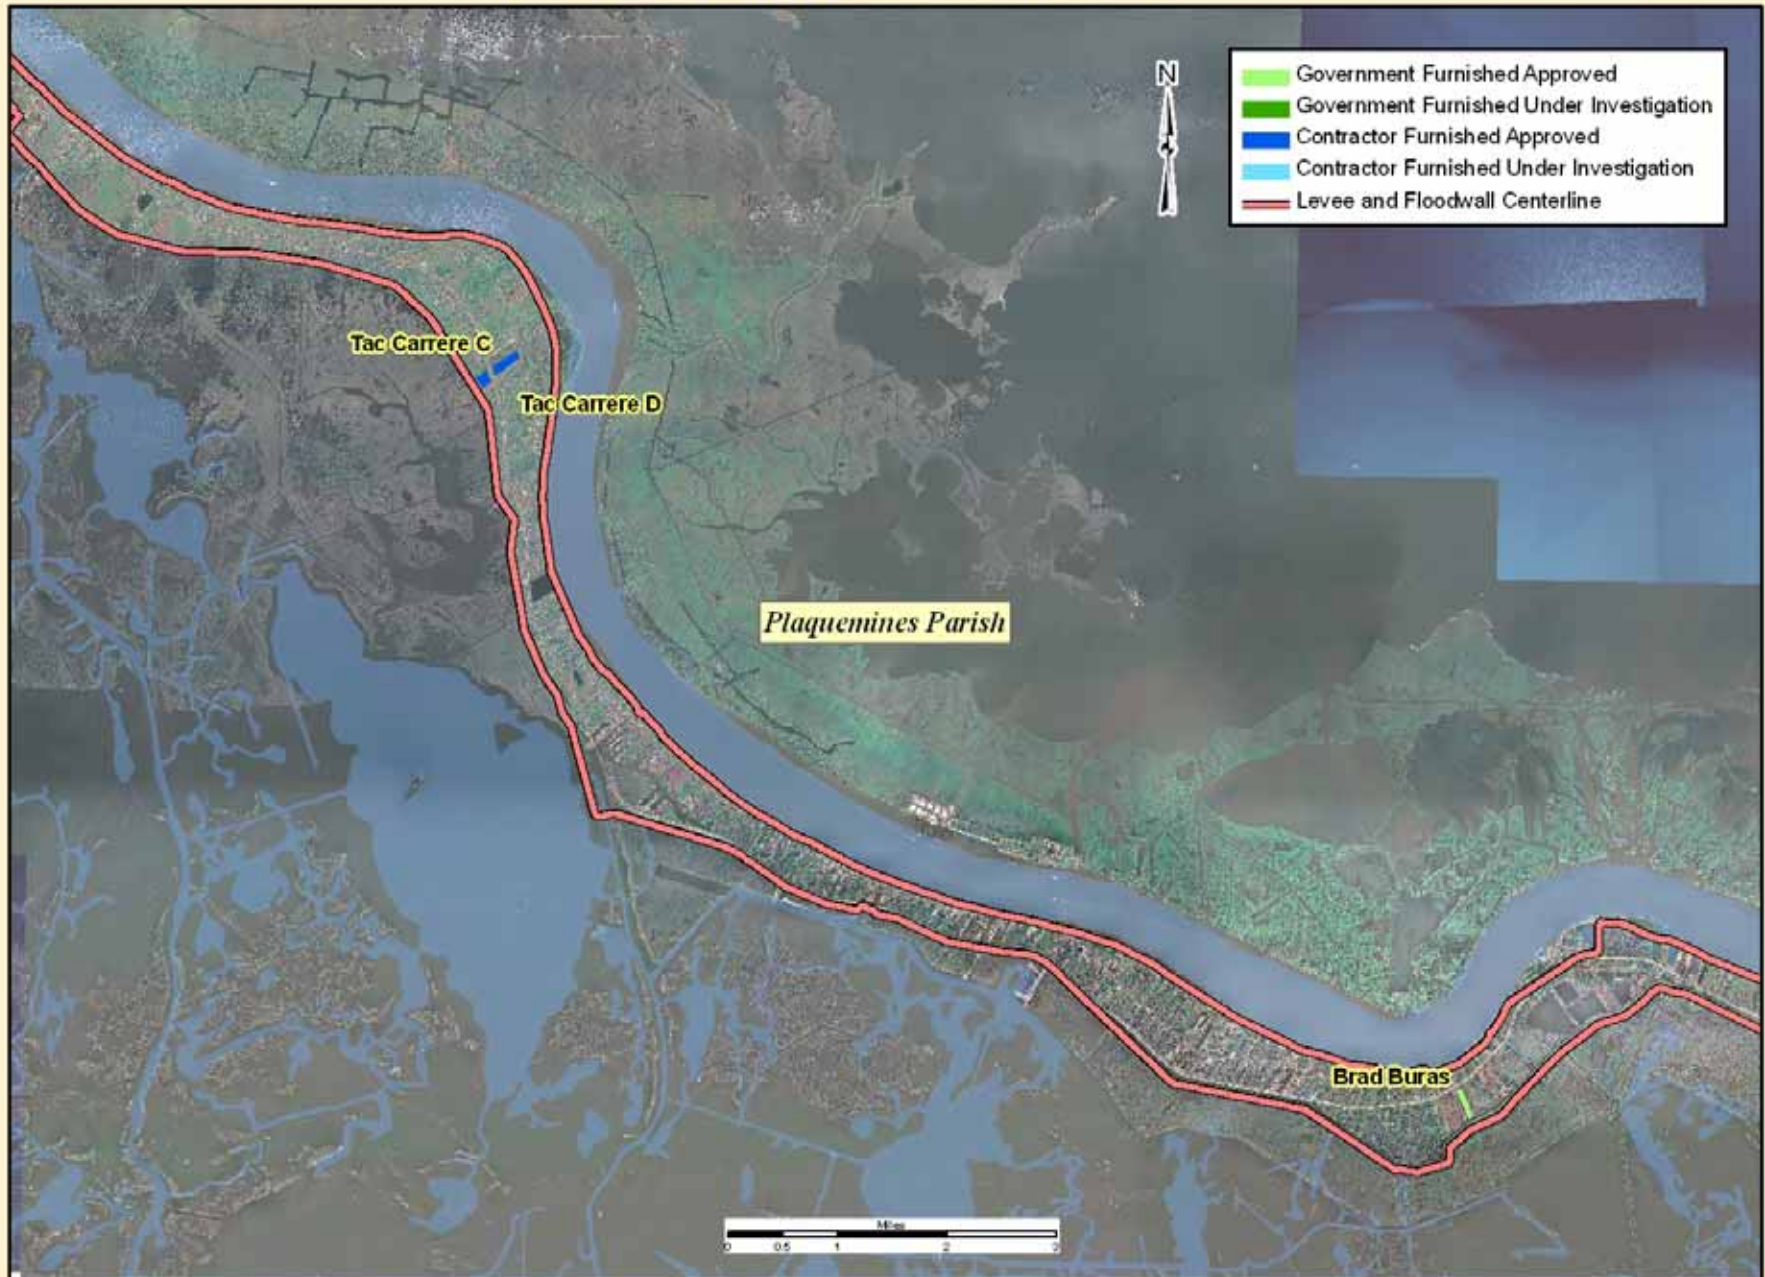 N
Government Furnished Approved
Government Furnished Under Investigation
Contractor Furnished Approved
Contractor Furnished Under Investigation
Levee and Floodwall Centerline
Tac Carrere C
Tac Carrere D
Plaquemines Parish
Brad Buras
Miles
0 0.5 1 2 3